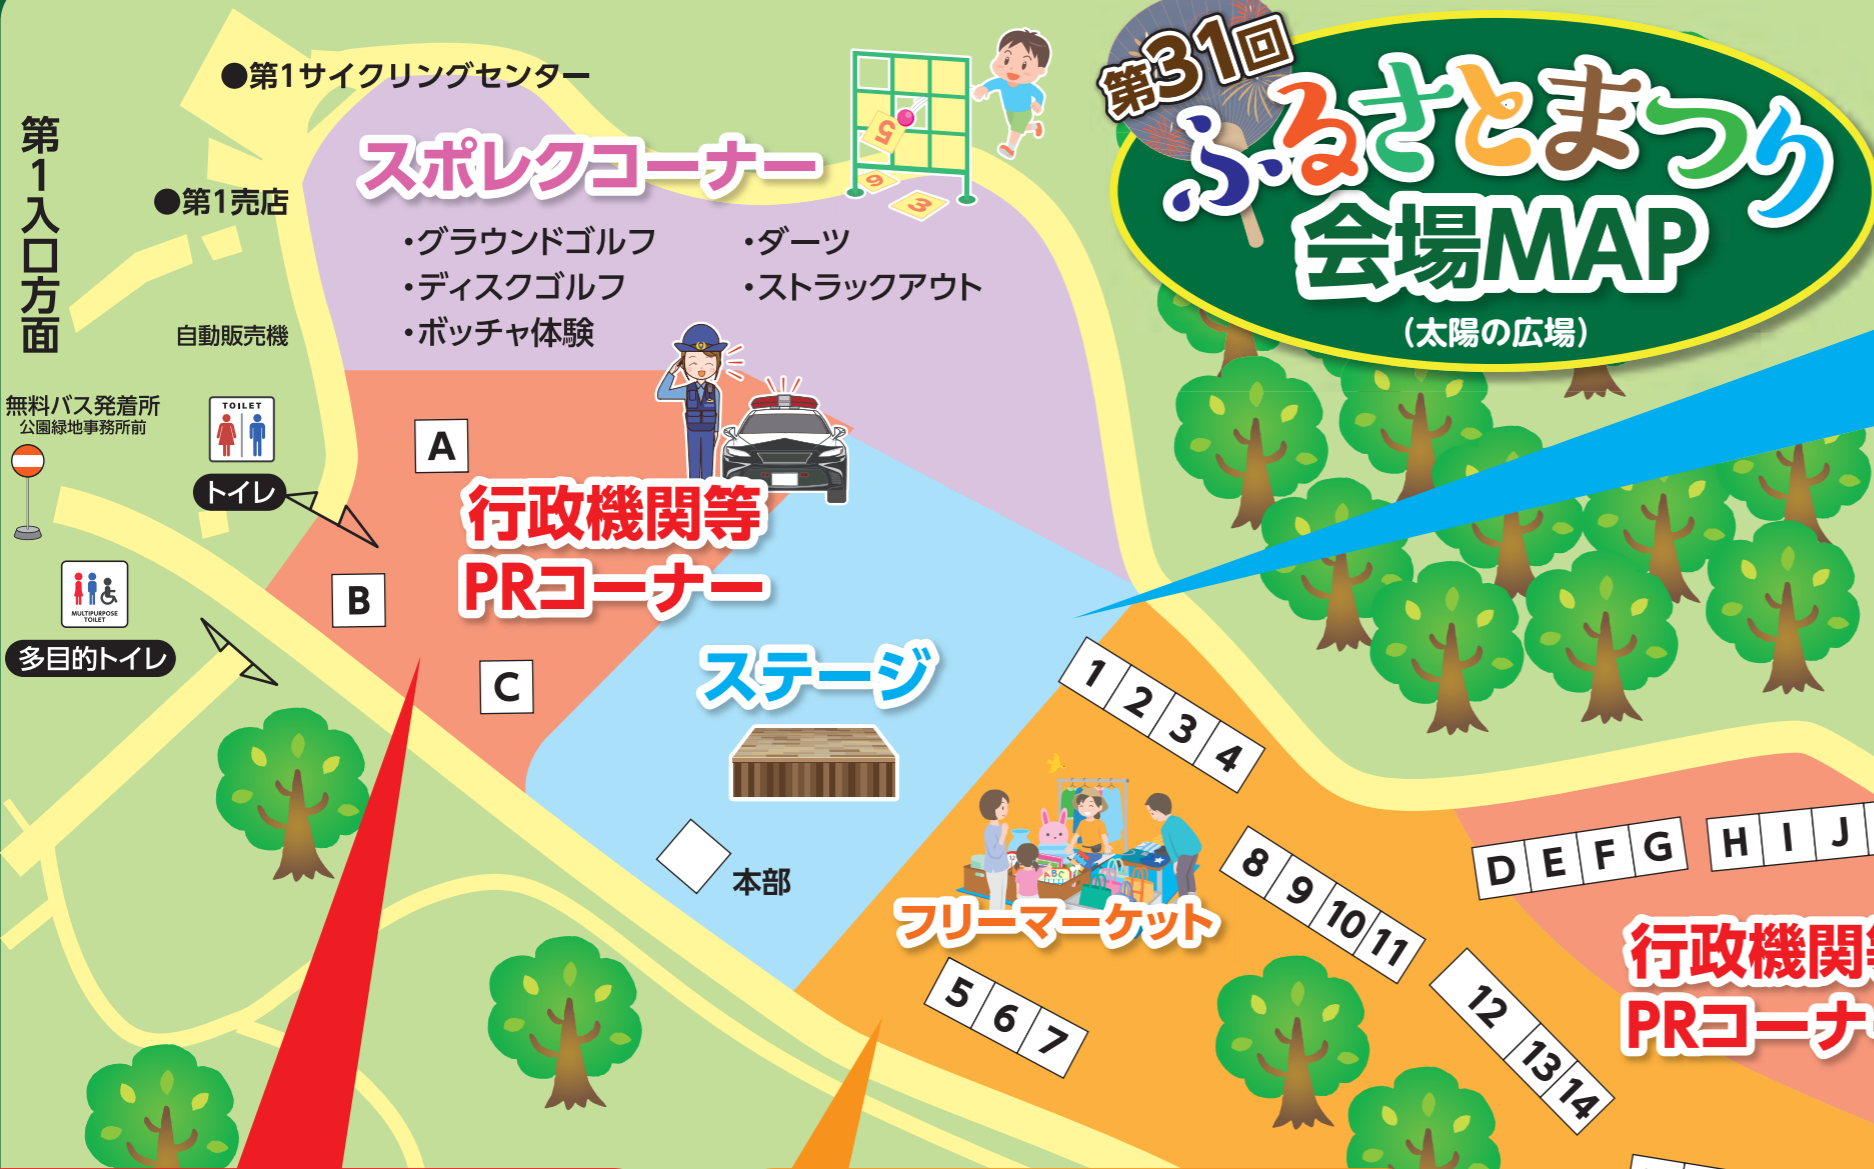 第31回
ふるさとまつり
会場MAP
(太陽の広場)
●第1サイクリングセンター
第1入口方面
●第1売店
自動販売機
無料バス発着所
公園緑地事務所前
TOILET
トイレ
MULTIPURPOSE
TOILET
多目的トイレ
スポレクコーナー
・グラウンドゴルフ
・ディスクゴルフ
・ボッチャ体験
・ダーツ
・ストラックアウト
5
6
3
A
B
C
行政機関等
PRコーナー
ステージ
本部
1 2 3 4
ABC
フリーマーケット
5 6 7
8 9 10 11
12 13 14
D E F G
H I J
行政機関
PRコーナ